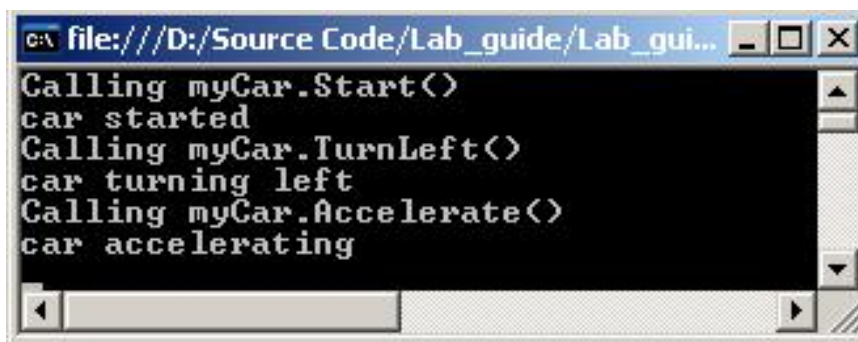 file:///D:/Source Code/Lab_guide/Lab_gui...
Calling myCar.Start()
car started
Calling myCar.TurnLeft()
car turning left
Calling myCar.Accelerate()
car accelerating